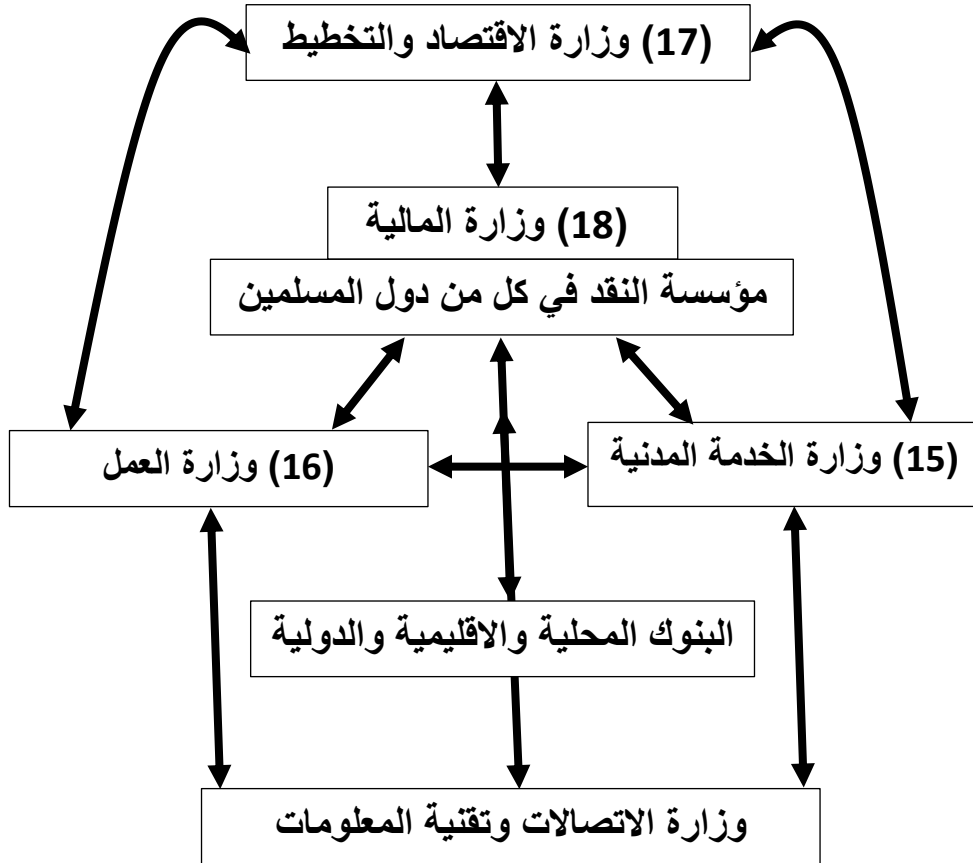 (17) وزارة الاقتصاد والتخطيط
(18) وزارة المالية
مؤسسة النقد في كل من دول المسلمين
(15) وزارة الخدمة المدنية
(16) وزارة العمل
البنوك المحلية والاقليمية والدولية
وزارة الاتصالات وتقنية المعلومات